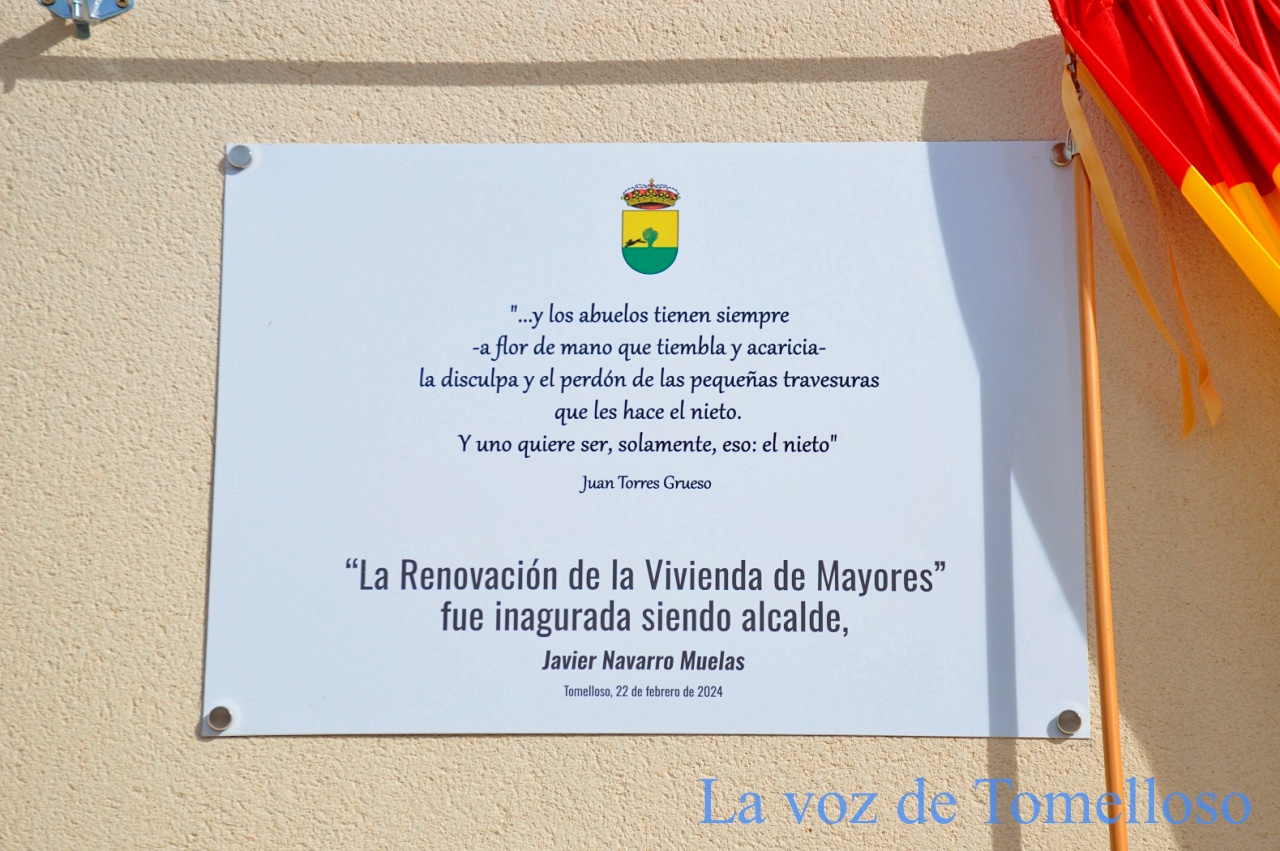 "...y los abuelos tienen siempre
-a flor de mano que tiembla y acaricia-
la disculpa y el perdón de las pequeñas travesuras
que les hace el nieto.
Y uno quiere ser, solamente, eso: el nieto"
Juan Torres Grueso
“La Renovación de la Vivienda de Mayores”
fue inagurada siendo alcalde,
Javier Navarro Muelas
Tomelloso, 22 de febrero de 2024
La voz de Tomelloso